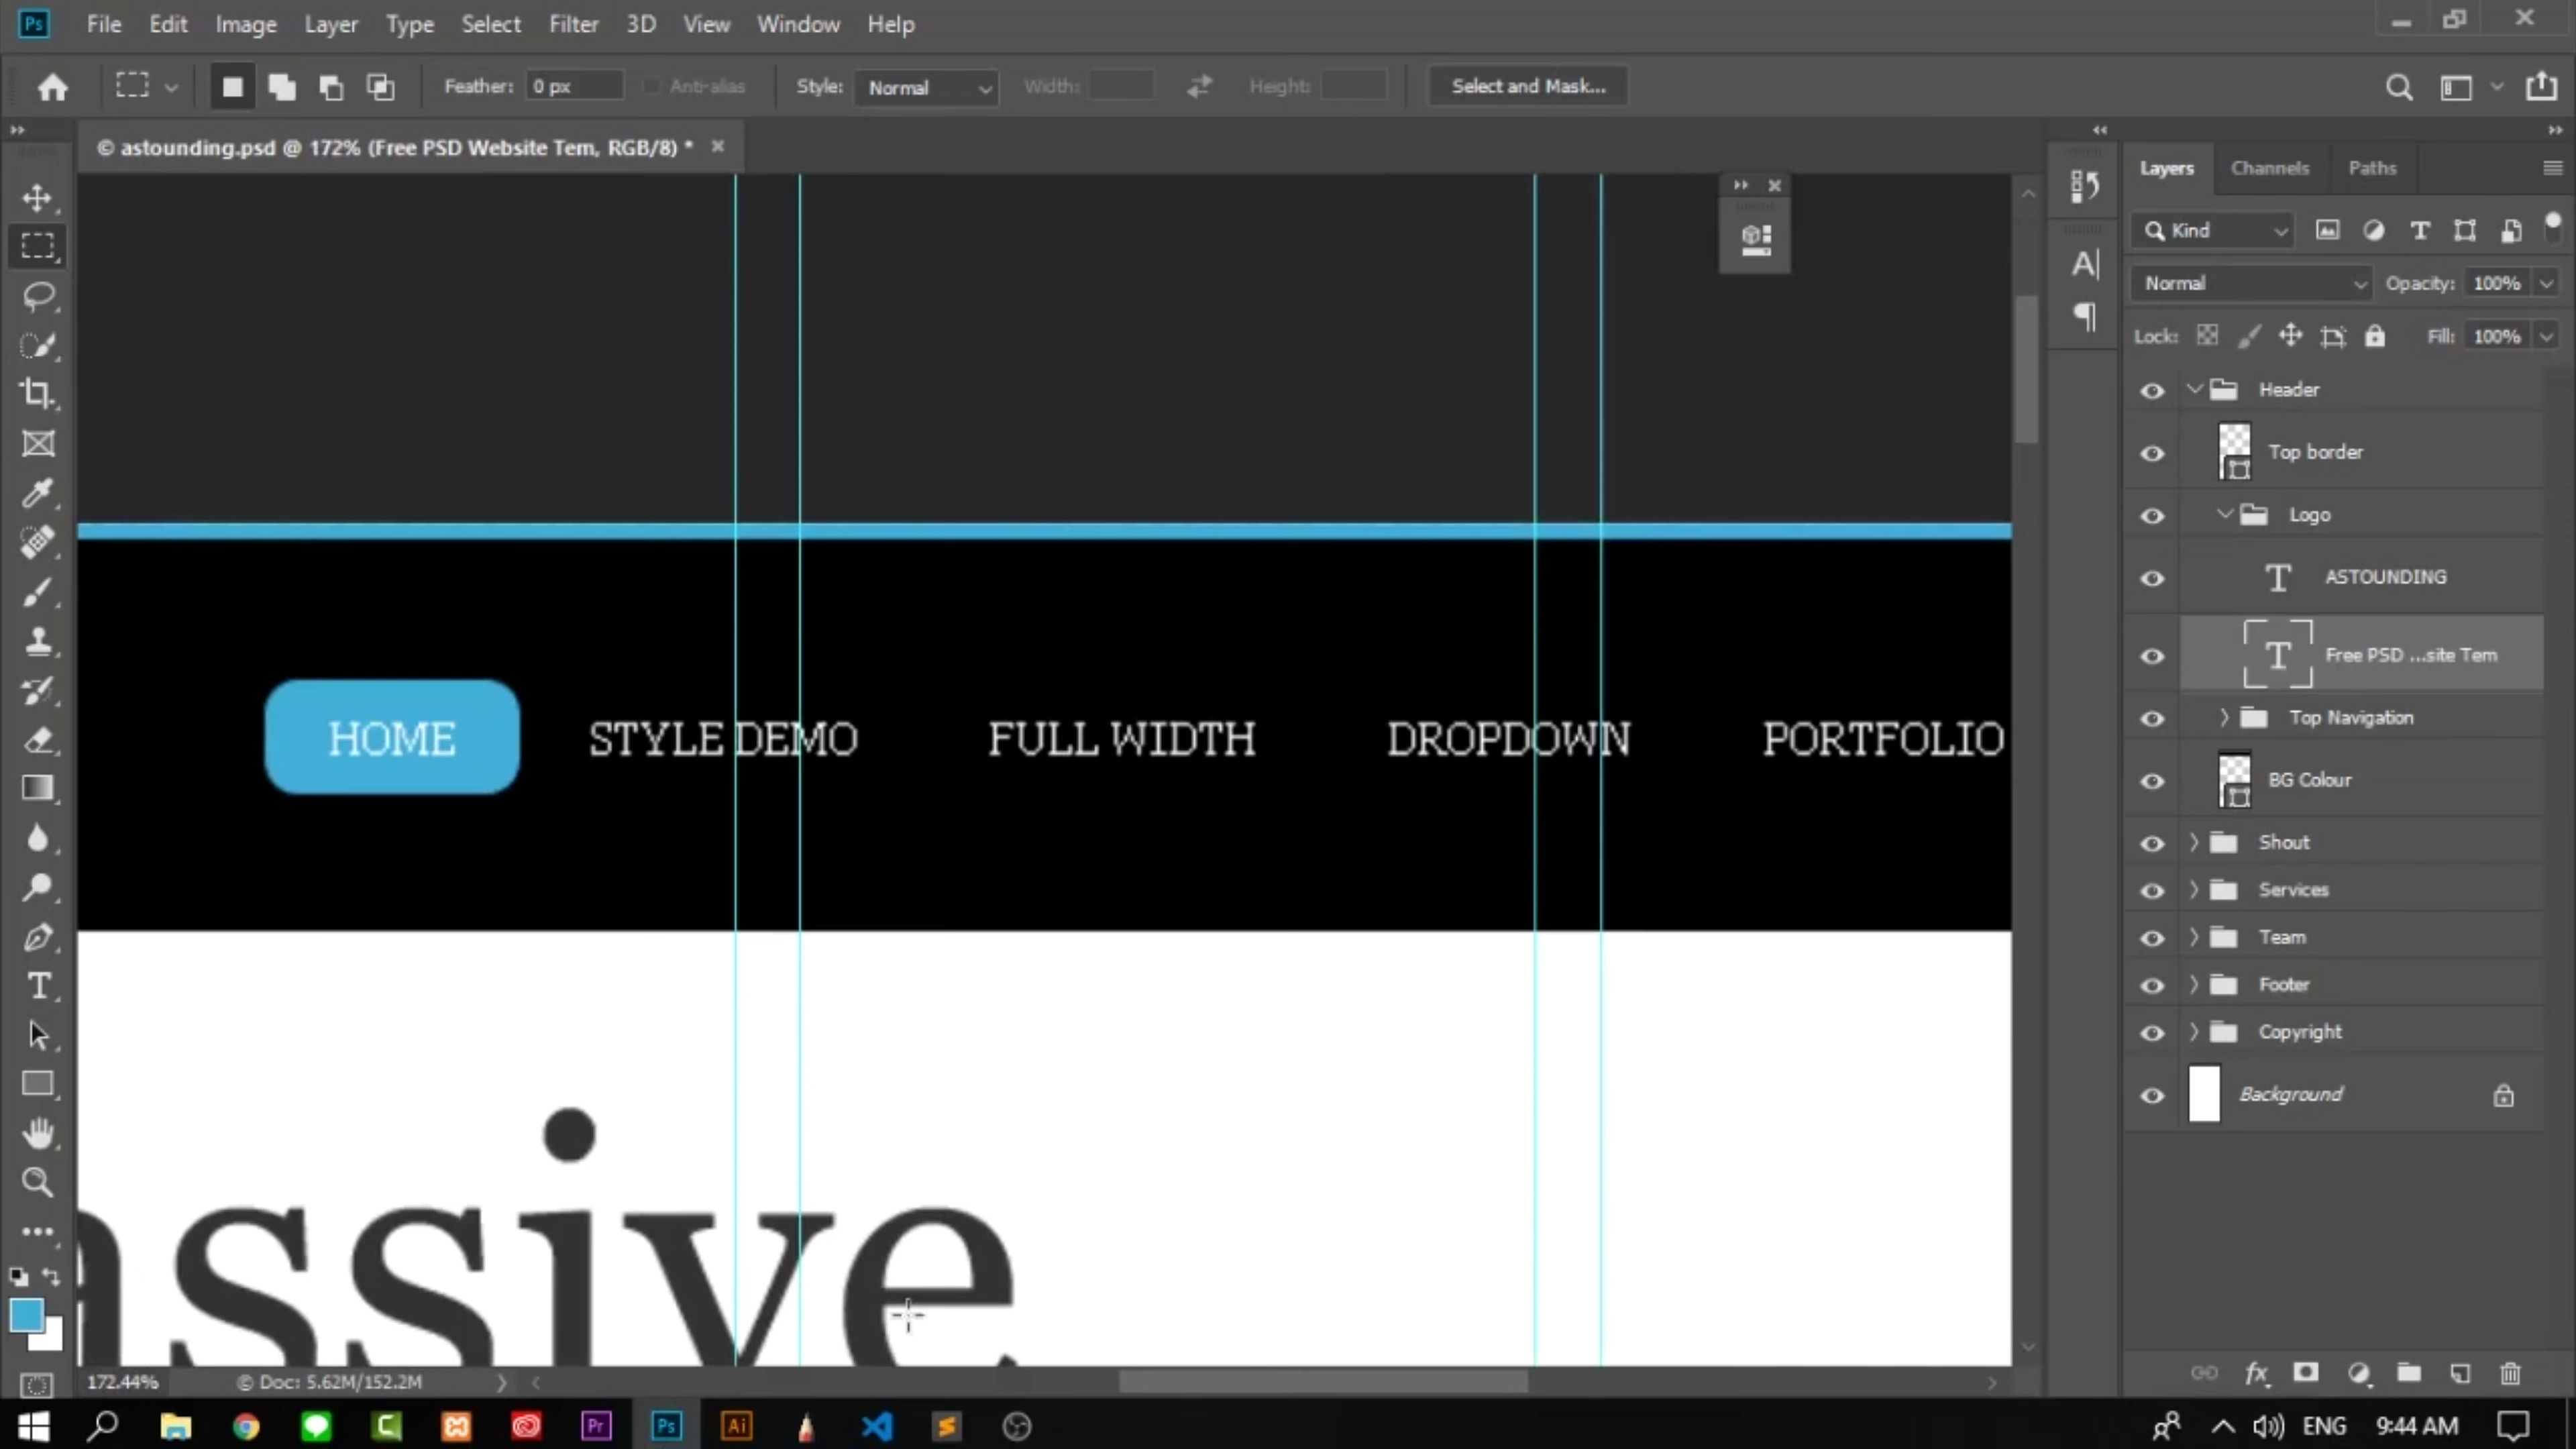 Ps File Edit Image Layer Type Select Filter 3D View Window Help
Feather: 0 px Anti-alias Style: Normal Width: Height: Select and Mask...
© astounding.psd @ 172% (Free PSD Website Tem, RGB/8) *
Layers Channels Paths
Kind
Normal Opacity: 100%
Lock: Fill: 100%
Header
Top border
Logo
ASTOUNDING
Free PSD ...site Tem
Top Navigation
BG Colour
Shout
Services
Team
Footer
Copyright
Background
HOME STYLE DEMO FULL WIDTH DROPDOWN PORTFOLIO
assive
172.44% © Doc: 5.62M/152.2M
Pr Ps Ai ENG 9:44 AM